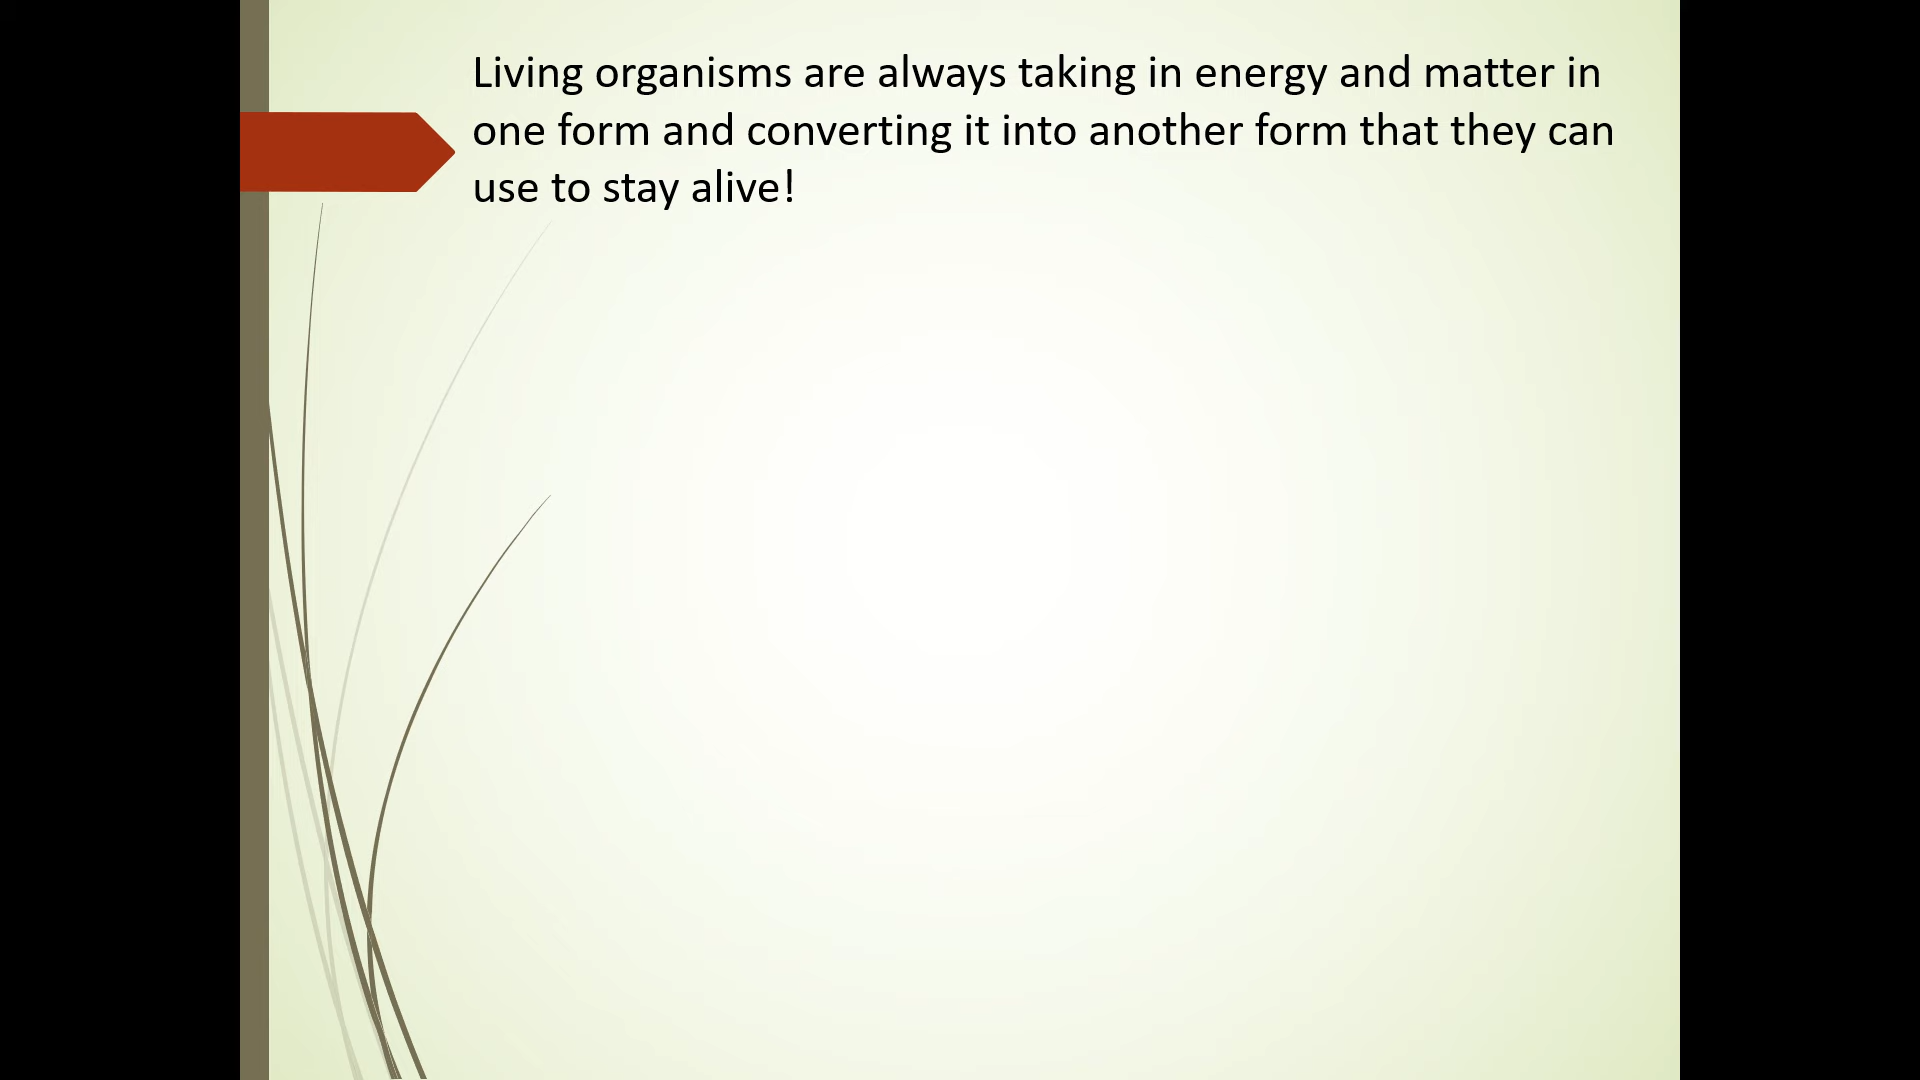 Living organisms are always taking in energy and matter in
one form and converting it into another form that they can
use to stay alive!